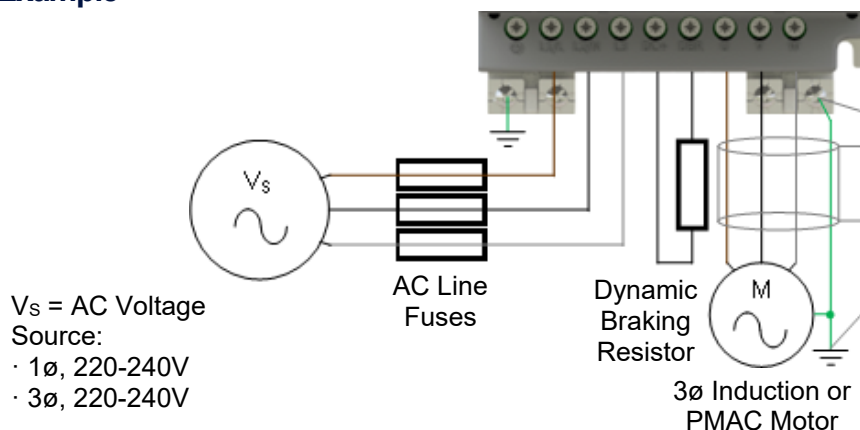 Vs
AC Line
Fuses
Vs = AC Voltage
Source:
· 1ø, 220-240V
· 3ø, 220-240V
Dynamic
Braking
Resistor
M
3ø Induction or
PMAC Motor